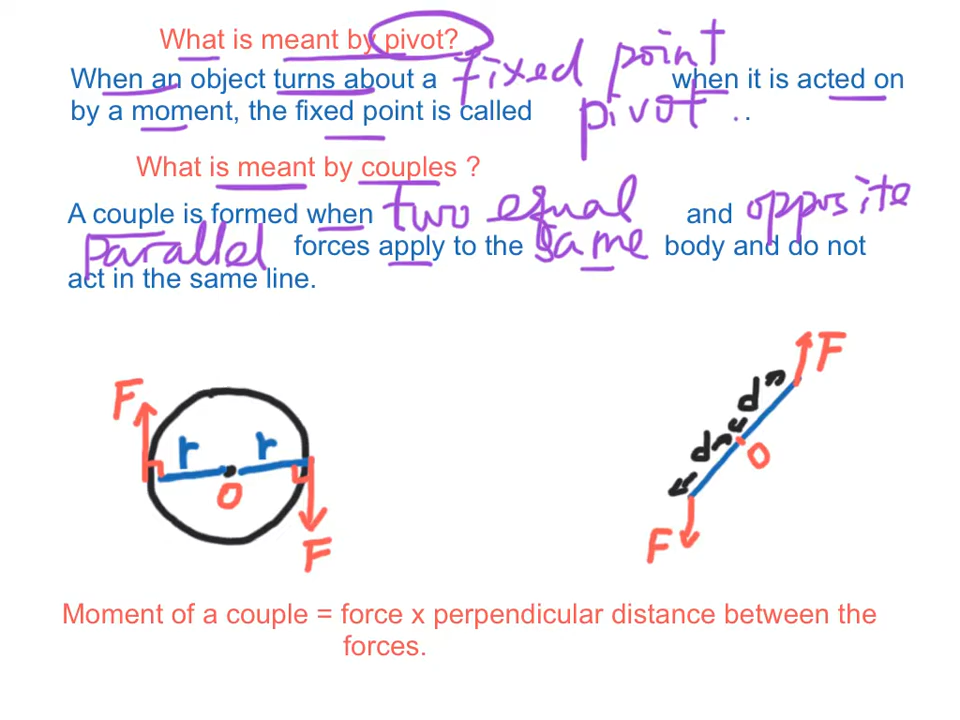 What is meant by pivot?
When an object turns about a fixed point when it is acted on
by a moment, the fixed point is called pivot ..
What is meant by couples ?
A couple is formed when two equal and opposite
parallel forces apply to the same body and do not
act in the same line.
F r r O F
F d d O F
Moment of a couple = force x perpendicular distance between the
forces.